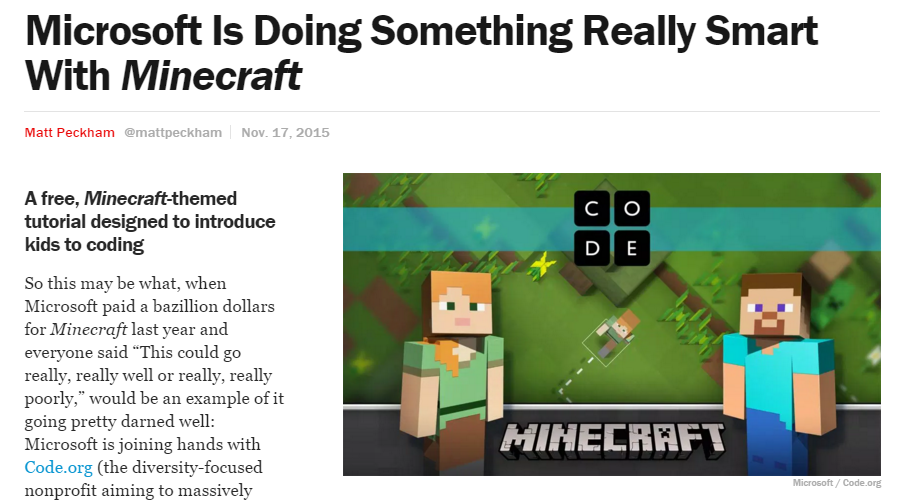 Microsoft Is Doing Something Really Smart
With Minecraft
Matt Peckham @mattpeckham Nov. 17, 2015
A free, Minecraft-themed
tutorial designed to introduce
kids to coding
So this may be what, when
Microsoft paid a bazillion dollars
for Minecraft last year and
everyone said “This could go
really, really well or really, really
poorly,” would be an example of it
going pretty darned well:
Microsoft is joining hands with
Code.org (the diversity-focused
nonprofit aiming to massively
C O
D E
MINECRAFT
Microsoft / Code.org